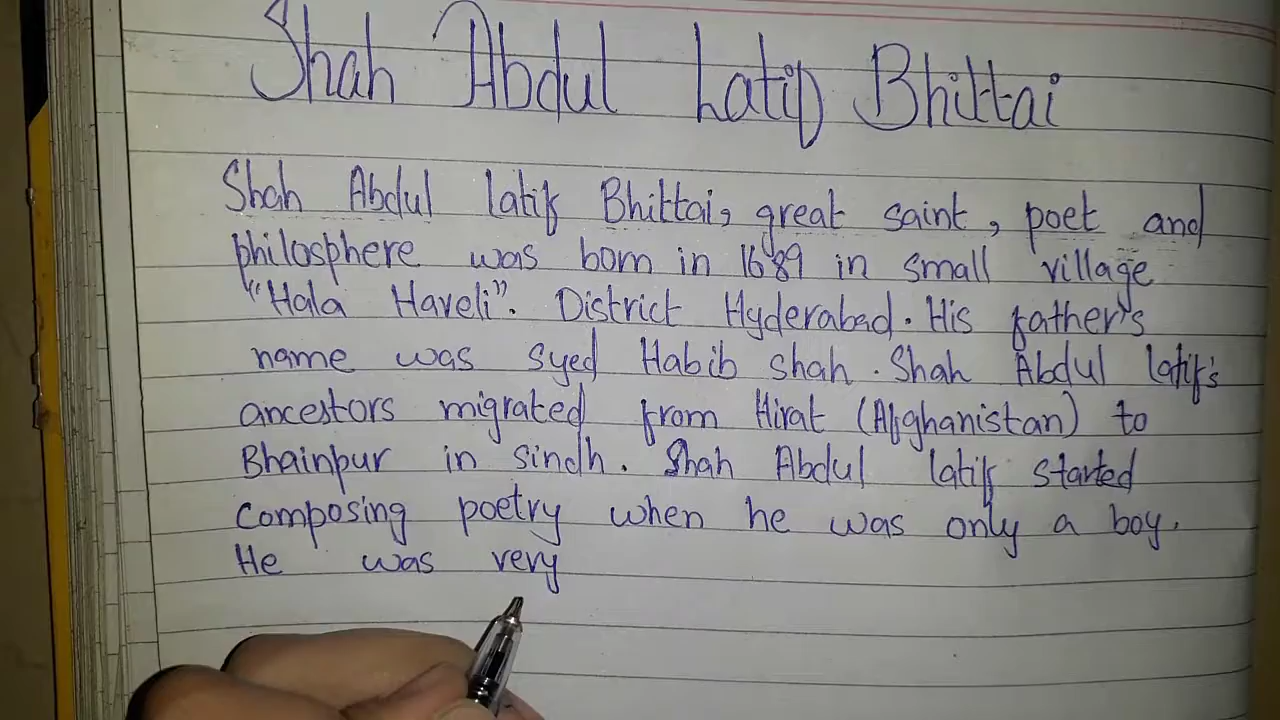 Shah Abdul Latif Bhittai
Shah Abdul latif Bhittai, great saint, poet and
philosphere was born in 1689 in small village
"Hala Haveli". District Hyderabad. His father's
name was syed Habib shah. Shah Abdul latif's
ancestors migrated from Hirat (Afghanistan) to
Bhainpur in sindh. Shah Abdul latif started
composing poetry when he was only a boy.
He was very